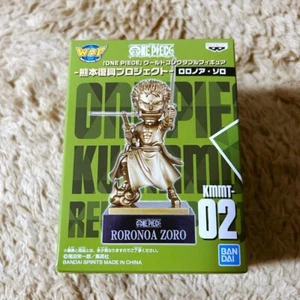 WCF
ONE PIECE
「ONE PIECE」ワールドコレクタブルフィギュア
-熊本復興プロジェクト- ロロノア・ゾロ
ONE PIECE
KMMT-
02
ONE PIECE
RORONOA ZORO
BANDAI
BANDAI SPIRITS MADE IN CHINA